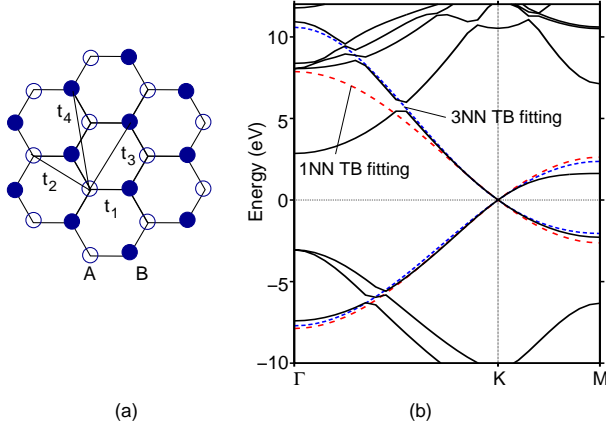 t₄
t₂
t₃
t₁
A
B
(a)
Energy (eV)
10
5
0
−5
−10
3NN TB fitting
1NN TB fitting
Γ
K
M
(b)